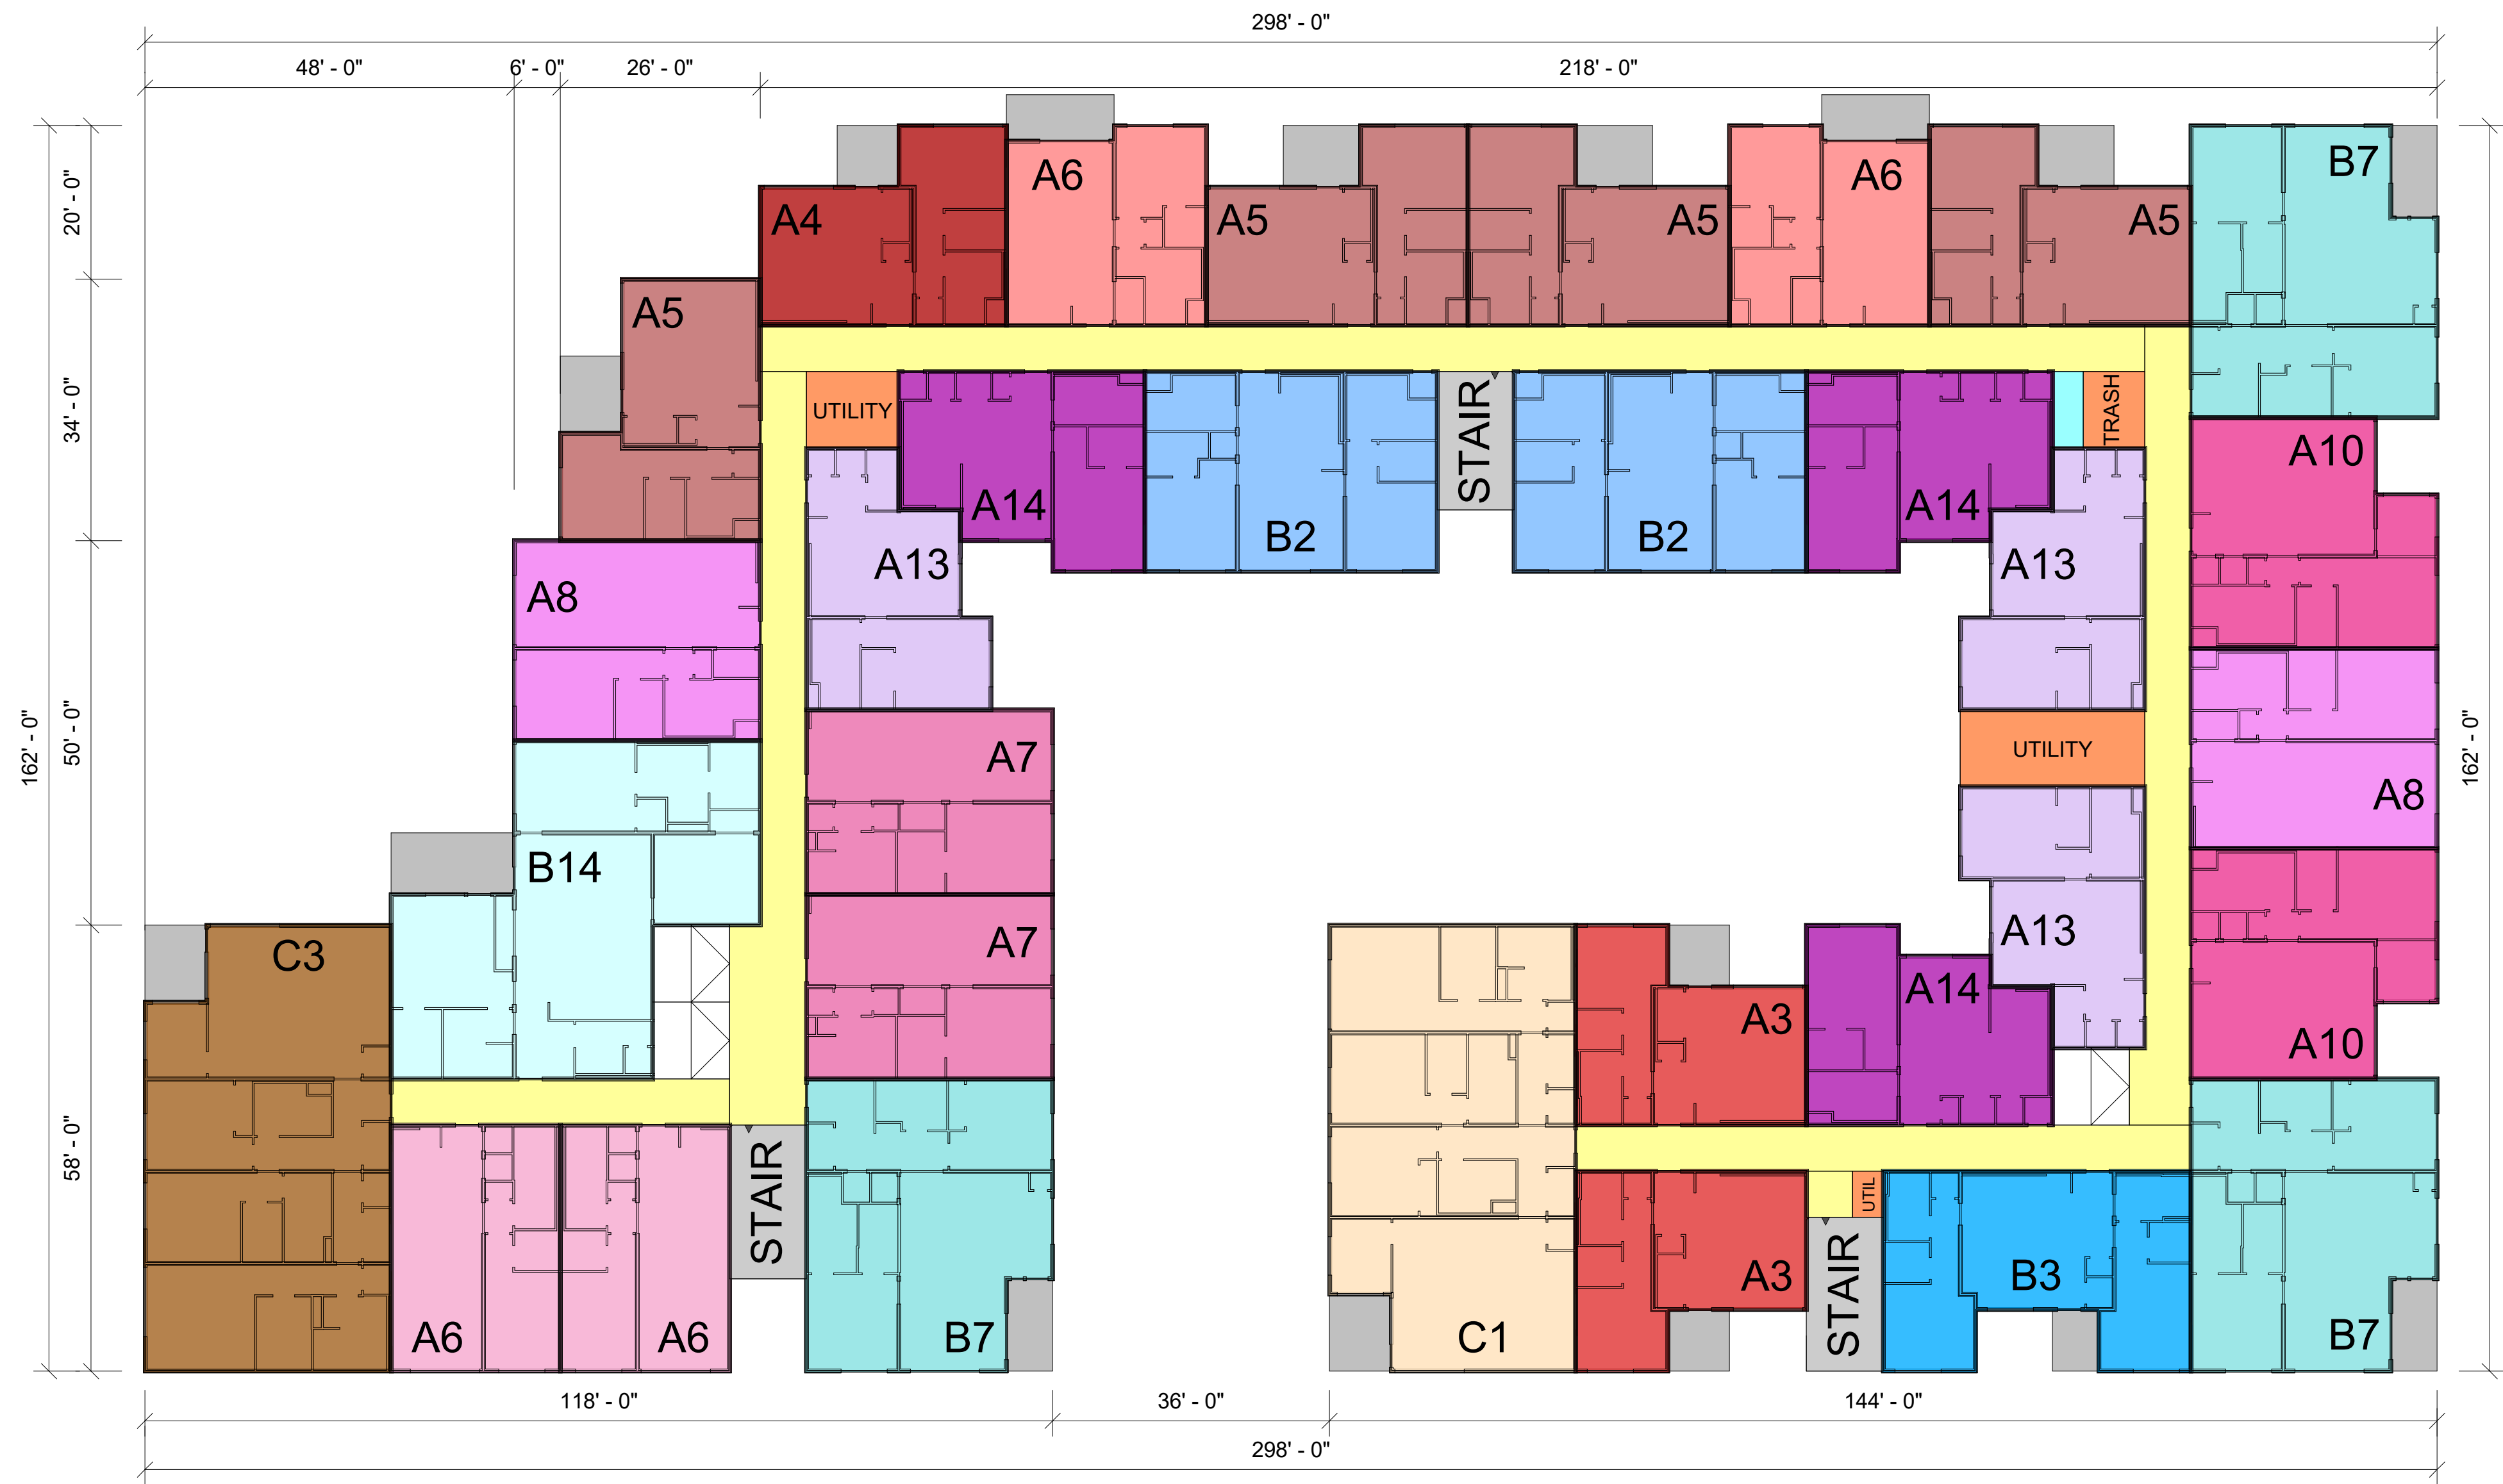 298' - 0"
48' - 0"
6' - 0"
26' - 0"
218' - 0"
162' - 0"
20' - 0"
34' - 0"
50' - 0"
58' - 0"
162' - 0"
A4
A6
A5
A5
A6
A5
B7
A5
UTILITY
A14
B2
STAIR
B2
A14
TRASH
A10
A8
A13
A13
A7
UTILITY
A8
B14
C3
A7
A13
A14
A3
A10
STAIR
A6
A6
B7
C1
A3
UTIL
STAIR
B3
B7
118' - 0"
36' - 0"
144' - 0"
298' - 0"